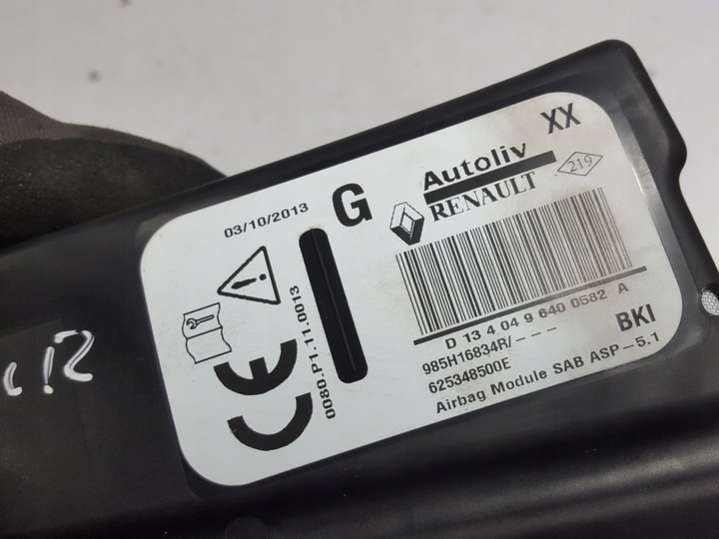 XX
Autoliv
219
RENAULT
G
03/10/2013
0080.P1.11.0013
CE
D 13 4 04 9 640 0582 A
985H16834R/---
BKI
625348500E
Airbag Module SAB ASP-5.1